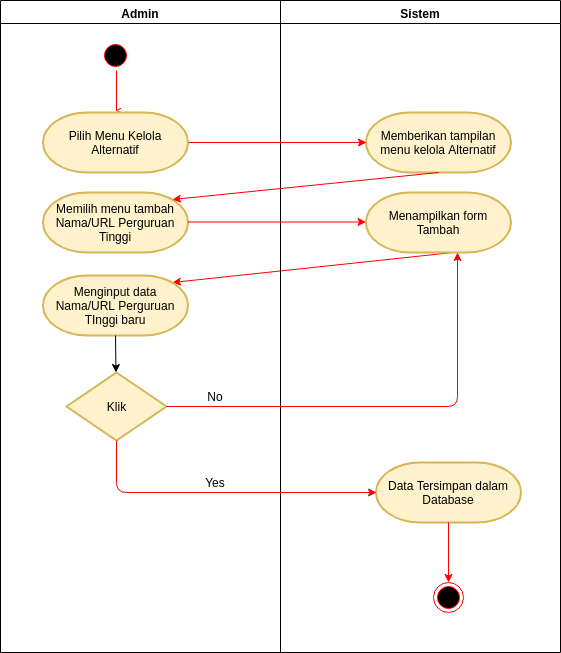 Admin
Sistem
Pilih Menu Kelola
Alternatif
Memberikan tampilan
menu kelola Alternatif
Memilih menu tambah
Nama/URL Perguruan
Tinggi
Menampilkan form
Tambah
Menginput data
Nama/URL Perguruan
TInggi baru
Klik
No
Yes
Data Tersimpan dalam
Database